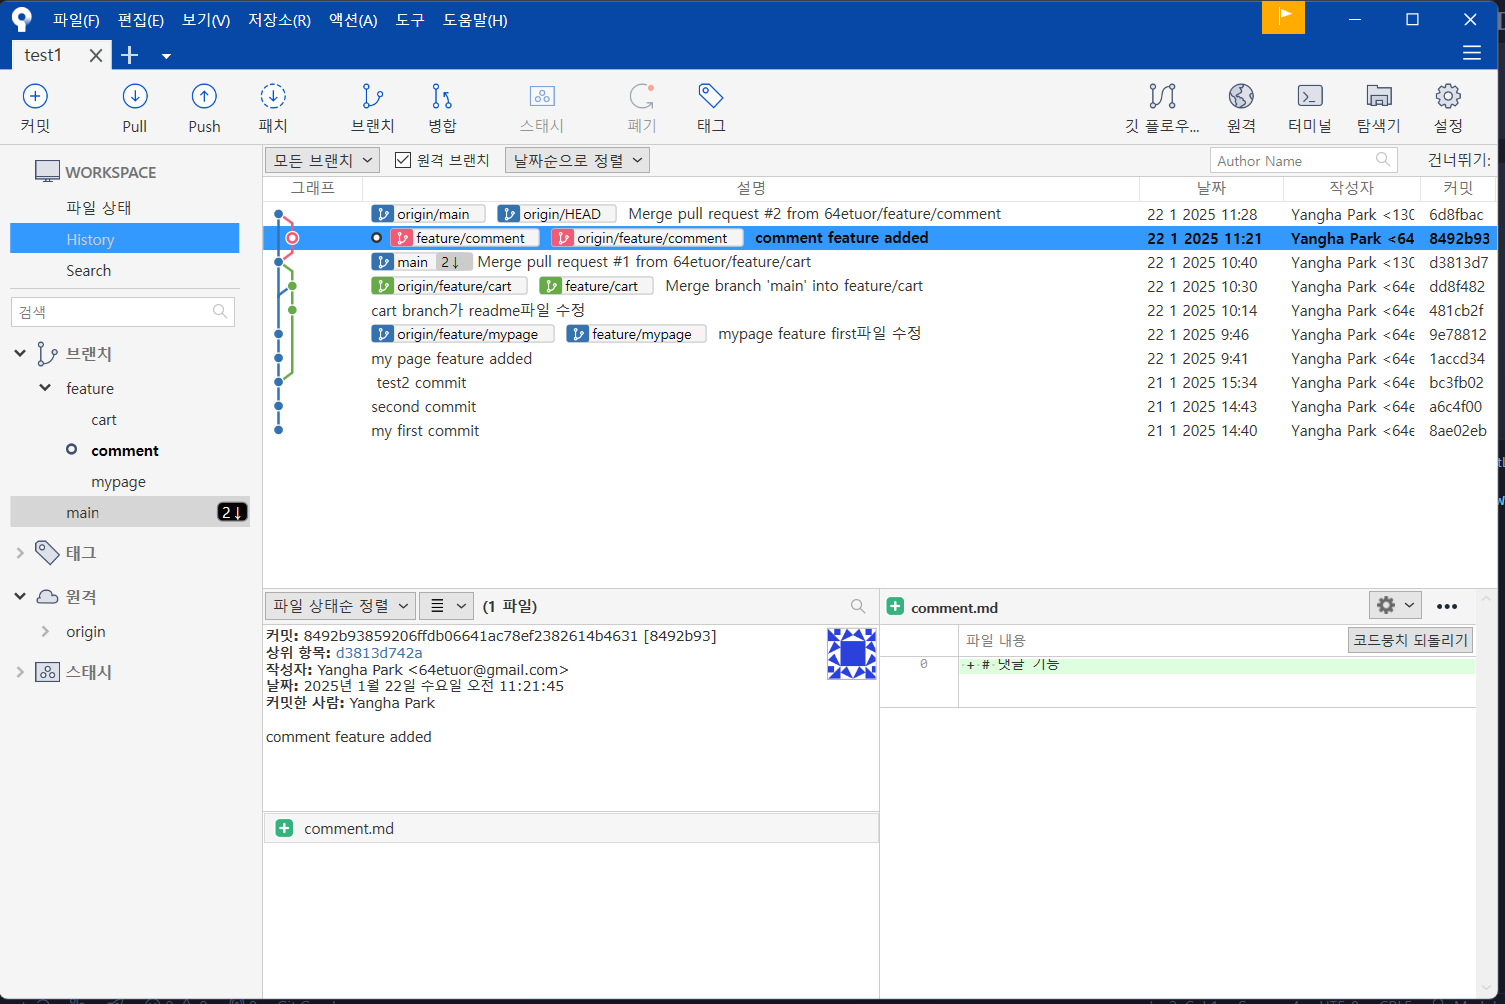 파일(F) 편집(E) 보기(V) 저장소(R) 액션(A) 도구 도움말(H)
test1
커밋 Pull Push 패치 브랜치 병합 스태시 폐기 태그 깃 플로우... 원격 터미널 탐색기 설정
WORKSPACE
파일 상태
History
Search
검색
브랜치
feature
cart
comment
mypage
main 2↓
태그
원격
origin
스태시
모든 브랜치 원격 브랜치 날짜순으로 정렬 Author Name 건너뛰기:
그래프 설명 날짜 작성자 커밋
origin/main origin/HEAD Merge pull request #2 from 64etuor/feature/comment 22 1 2025 11:28 Yangha Park <130 6d8fbac
feature/comment origin/feature/comment comment feature added 22 1 2025 11:21 Yangha Park <64 8492b93
main 2↓ Merge pull request #1 from 64etuor/feature/cart 22 1 2025 10:40 Yangha Park <130 d3813d7
origin/feature/cart feature/cart Merge branch 'main' into feature/cart 22 1 2025 10:30 Yangha Park <64e dd8f482
cart branch가 readme파일 수정 22 1 2025 10:14 Yangha Park <64e 481cb2f
origin/feature/mypage feature/mypage mypage feature first파일 수정 22 1 2025 9:46 Yangha Park <64e 9e78812
my page feature added 22 1 2025 9:41 Yangha Park <64e 1accd34
test2 commit 21 1 2025 15:34 Yangha Park <64e bc3fb02
second commit 21 1 2025 14:43 Yangha Park <64e a6c4f00
my first commit 21 1 2025 14:40 Yangha Park <64e 8ae02eb
파일 상태순 정렬 (1 파일)
커밋: 8492b93859206ffdb06641ac78ef2382614b4631 [8492b93]
상위 항목: d3813d742a
작성자: Yangha Park <64etuor@gmail.com>
날짜: 2025년 1월 22일 수요일 오전 11:21:45
커밋한 사람: Yangha Park
comment feature added
comment.md
comment.md
파일 내용 코드뭉치 되돌리기
0 + # 댓글 기능